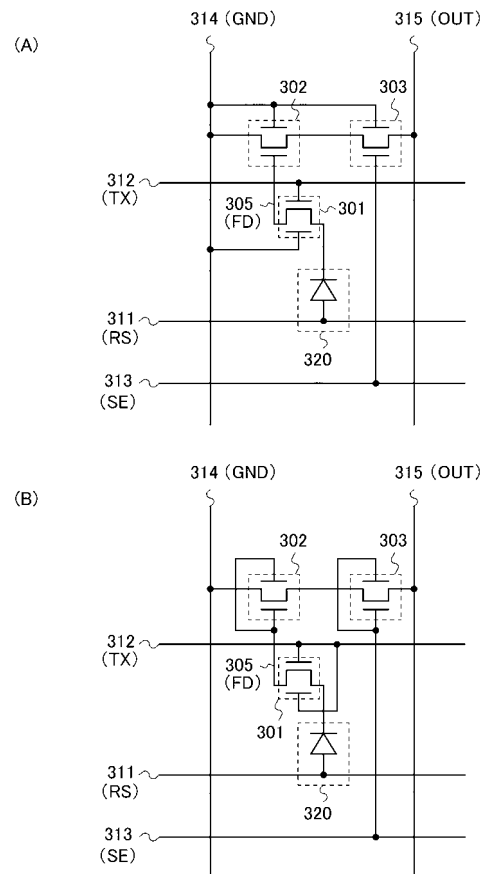 314 (GND)
315 (OUT)
(A)
302
303
312
(TX)
305
(FD)
301
311
(RS)
320
313
(SE)
314 (GND)
315 (OUT)
(B)
302
303
312
(TX)
305
(FD)
301
311
(RS)
320
313
(SE)